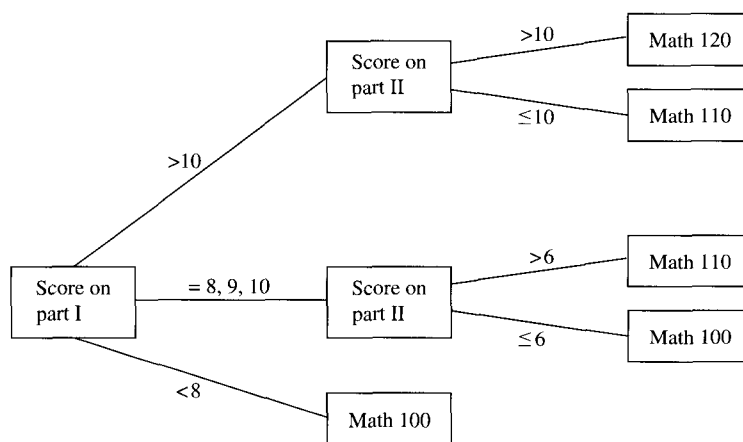 >10
Math 120
Score on
part II
≤10
Math 110
>10
>6
Math 110
Score on
part I
= 8, 9, 10
Score on
part II
≤6
Math 100
<8
Math 100